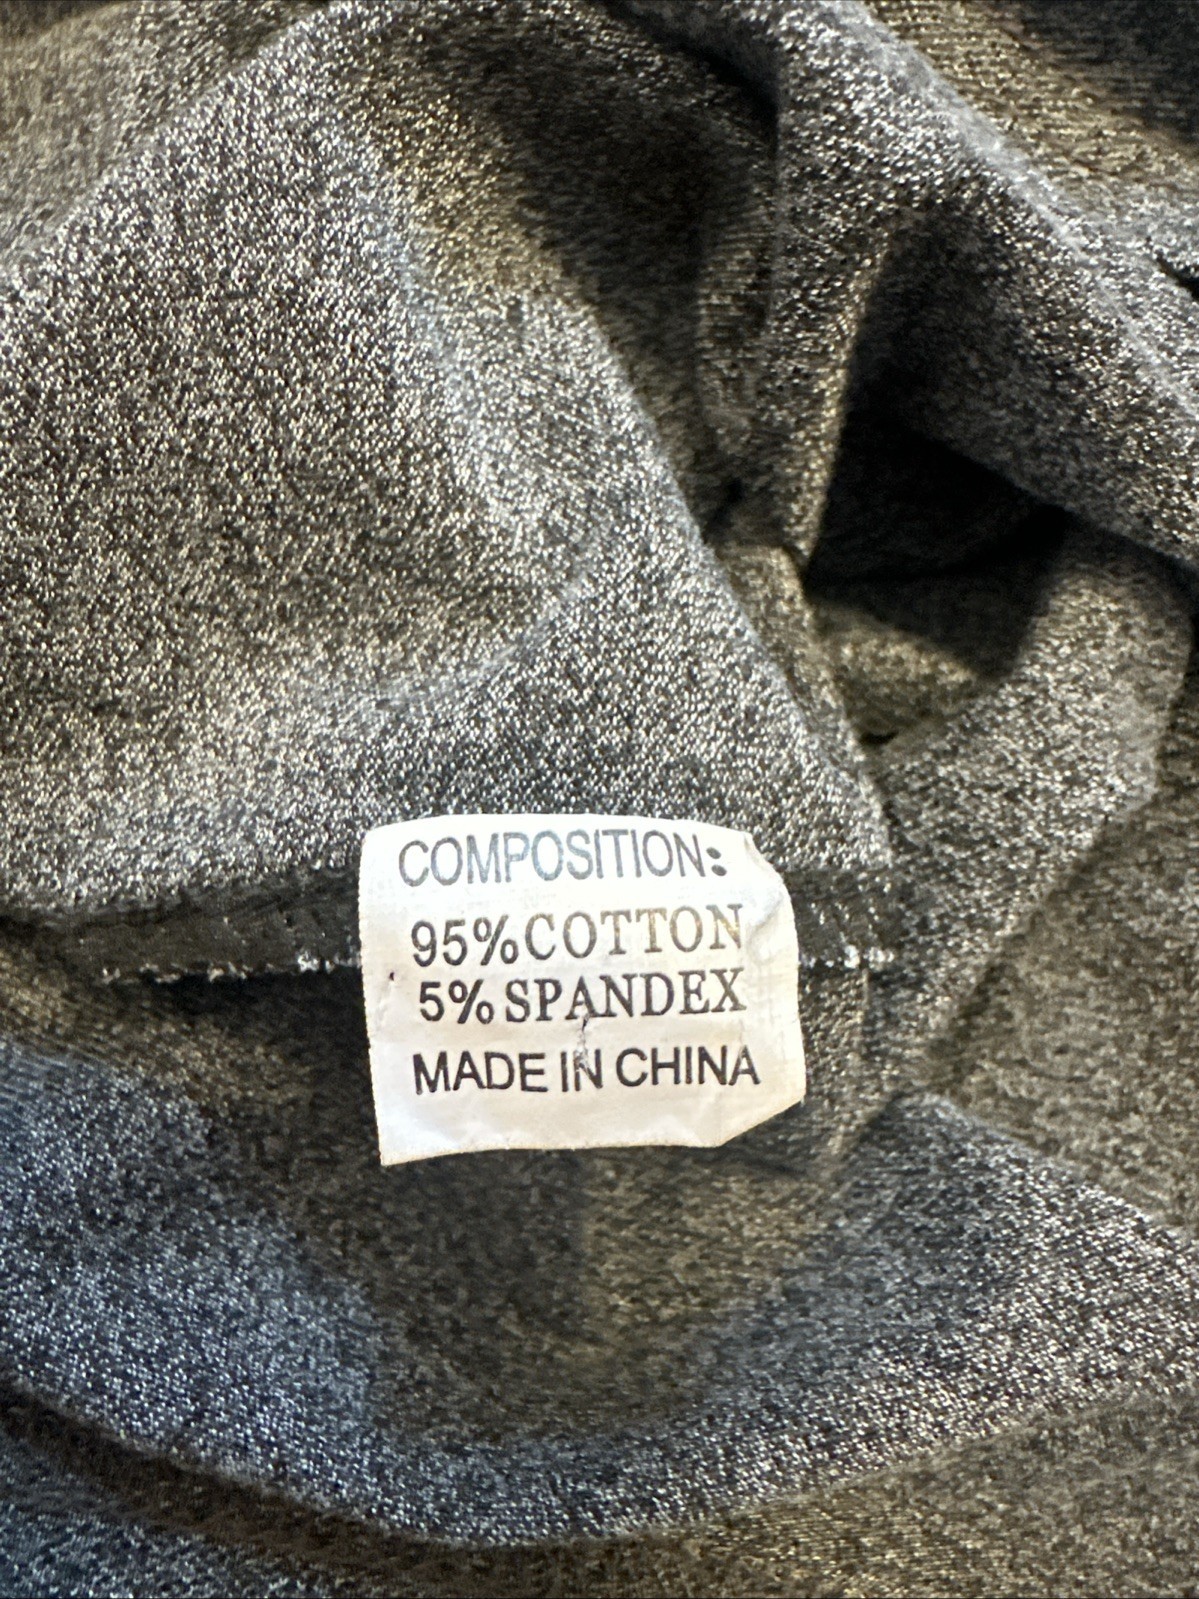 COMPOSITION:
95%COTTON
5%SPANDEX
MADE IN CHINA